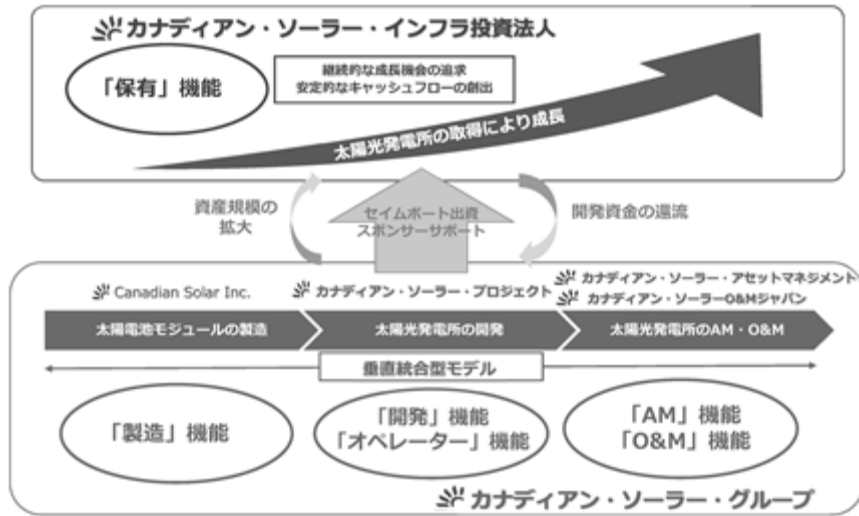 カナディアン・ソーラー・インフラ投資法人
「保有」機能
継続的な成長機会の追求
安定的なキャッシュフローの創出
太陽光発電所の取得により成長
資産規模の
拡大
セイムボート出資
スポンサーサポート
開発資金の還流
Canadian Solar Inc.
カナディアン・ソーラー・プロジェクト
カナディアン・ソーラー・アセットマネジメント
カナディアン・ソーラーO&Mジャパン
太陽電池モジュールの製造
太陽光発電所の開発
太陽光発電所のAM・O&M
垂直統合型モデル
「製造」機能
「開発」機能
「オペレーター」機能
「AM」機能
「O&M」機能
カナディアン・ソーラー・グループ